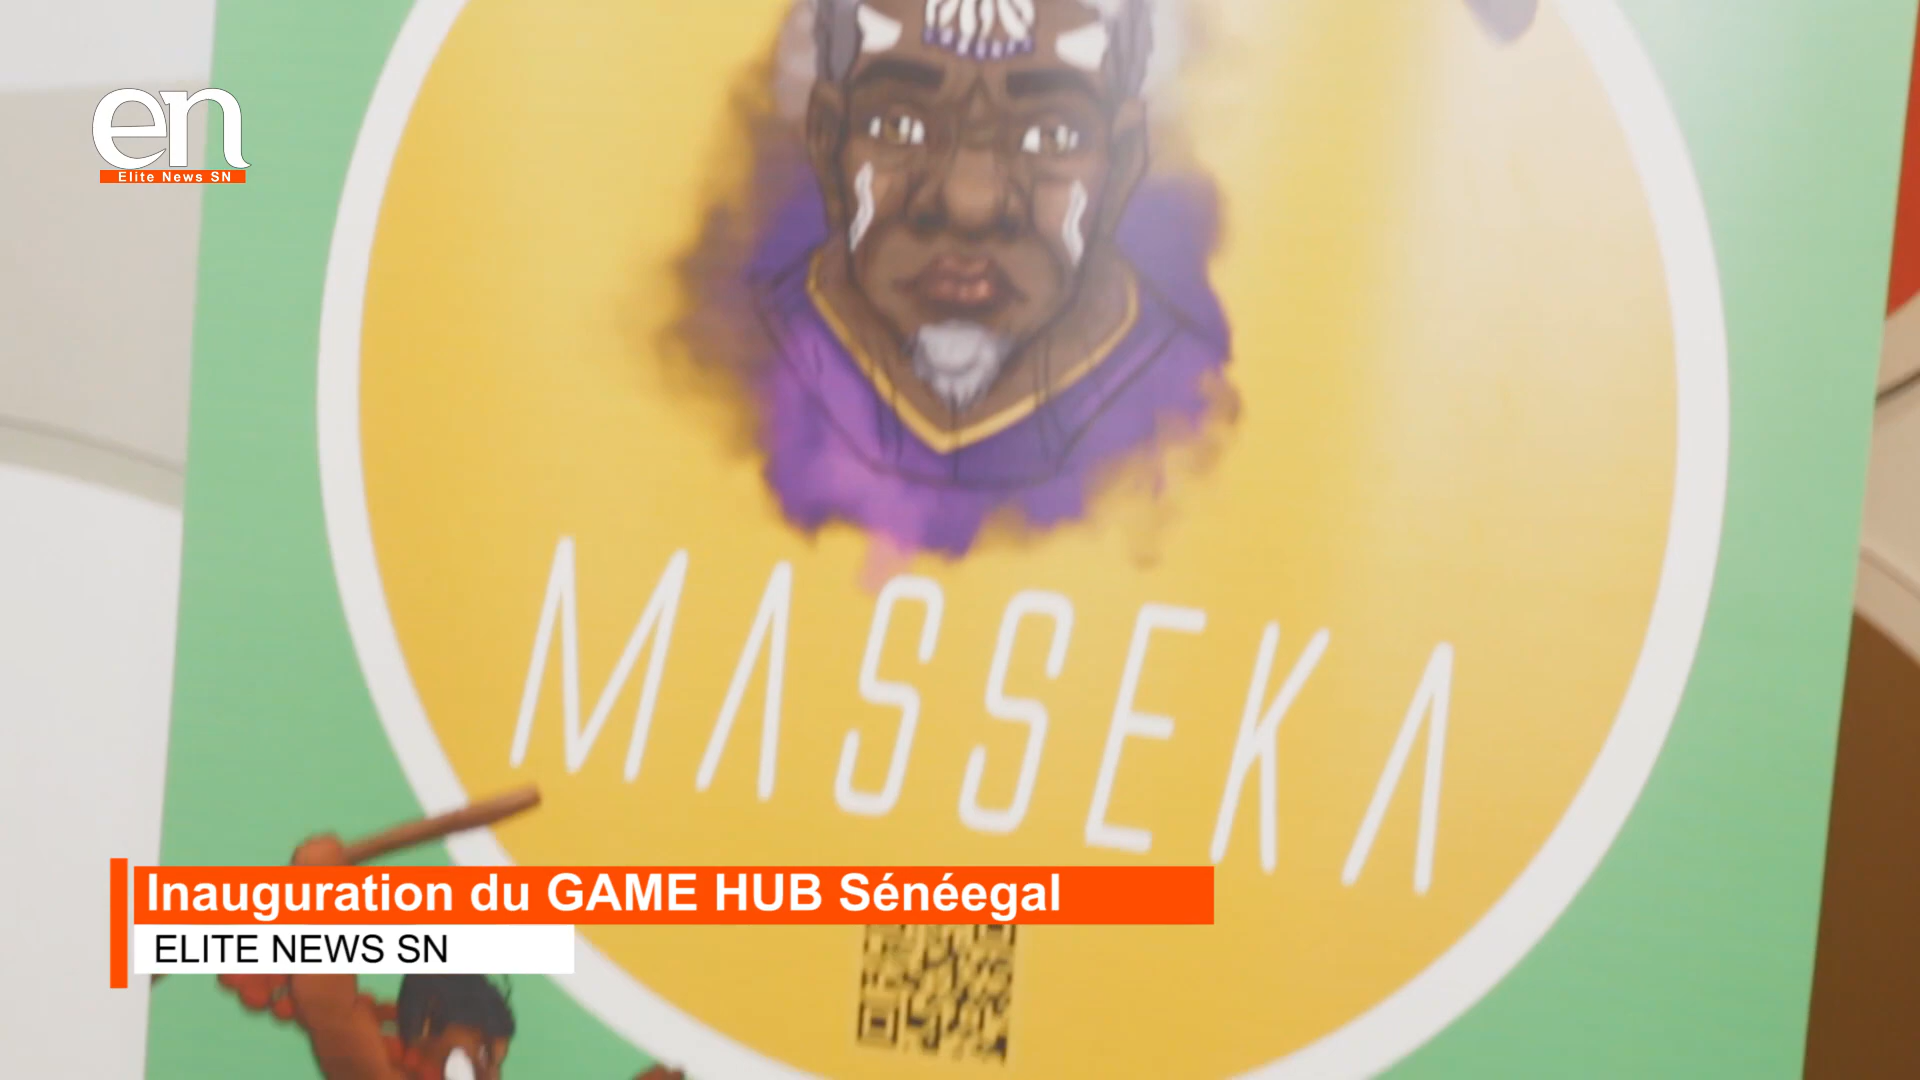 en
Elite News SN
MASSEKA
Inauguration du GAME HUB Sénéegal
ELITE NEWS SN